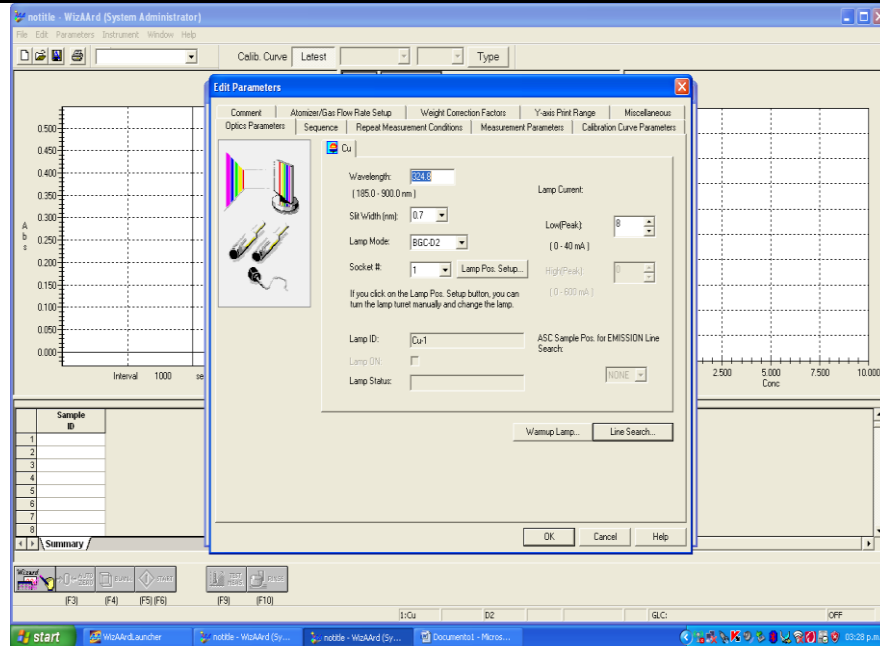 notitle - WizAArd (System Administrator)
File Edit Parameters Instrument Window Help
Calib. Curve Latest Type
Edit Parameters
Comment Atomizer/Gas Flow Rate Setup Weight Correction Factors Y-axis Print Range Miscellaneous
Optics Parameters Sequence Repeat Measurement Conditions Measurement Parameters Calibration Curve Parameters
Cu
Wavelength: 324.8
( 185.0 - 900.0 nm )
Slit Width (nm): 0.7
Lamp Mode: BGC-D2
Socket #: 1 Lamp Pos. Setup...
If you click on the Lamp Pos. Setup button, you can
turn the lamp turret manually and change the lamp.
Lamp Current:
Low(Peak): 8
( 0 - 40 mA )
High(Peak): 0
( 0 - 600 mA )
Lamp ID: Cu-1
Lamp ON:
Lamp Status:
ASC Sample Pos. for EMISSION Line
Search:
NONE
Warmup Lamp... Line Search...
OK Cancel Help
Abs
0.500
0.450
0.400
0.350
0.300
0.250
0.200
0.150
0.100
0.050
0.000
Interval 1000 se
2.500 5.000 7.500 10.000
Conc
Sample
ID
1
2
3
4
5
6
7
8
Summary
Wizard AUTO ZERO BLANK START TEST MEAS RINSE
(F3) (F4) (F5)(F6) (F9) (F10)
1:Cu D2 GLC: OFF
start WizAArdLauncher notitle - WizAArd (Sy... notitle - WizAArd (Sy... Documento1 - Micros... 03:28 p.m.